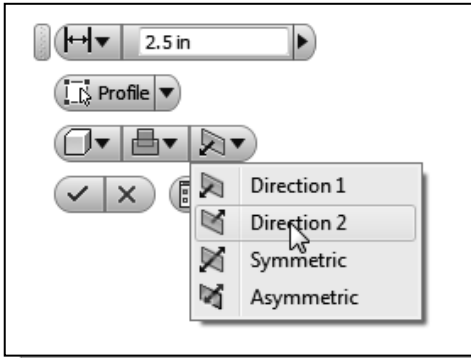 2.5 in
Profile
Direction 1
Direction 2
Symmetric
Asymmetric